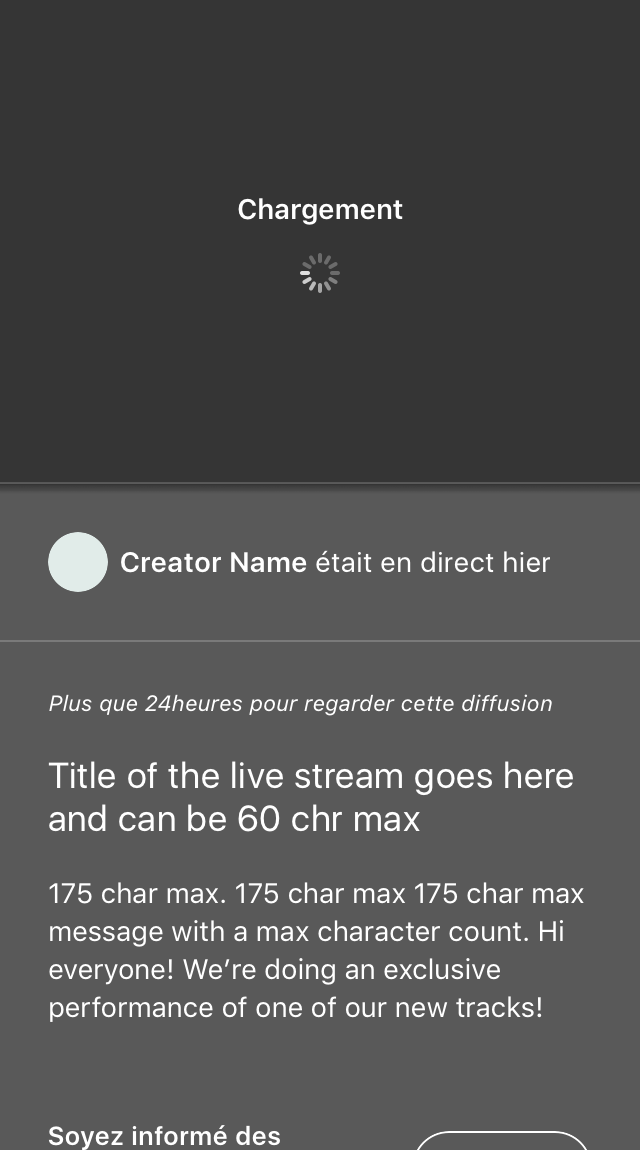 Chargement
Creator Name était en direct hier
Plus que 24heures pour regarder cette diffusion
Title of the live stream goes here
and can be 60 chr max
175 char max. 175 char max 175 char max
message with a max character count. Hi
everyone! We’re doing an exclusive
performance of one of our new tracks!
Soyez informé des